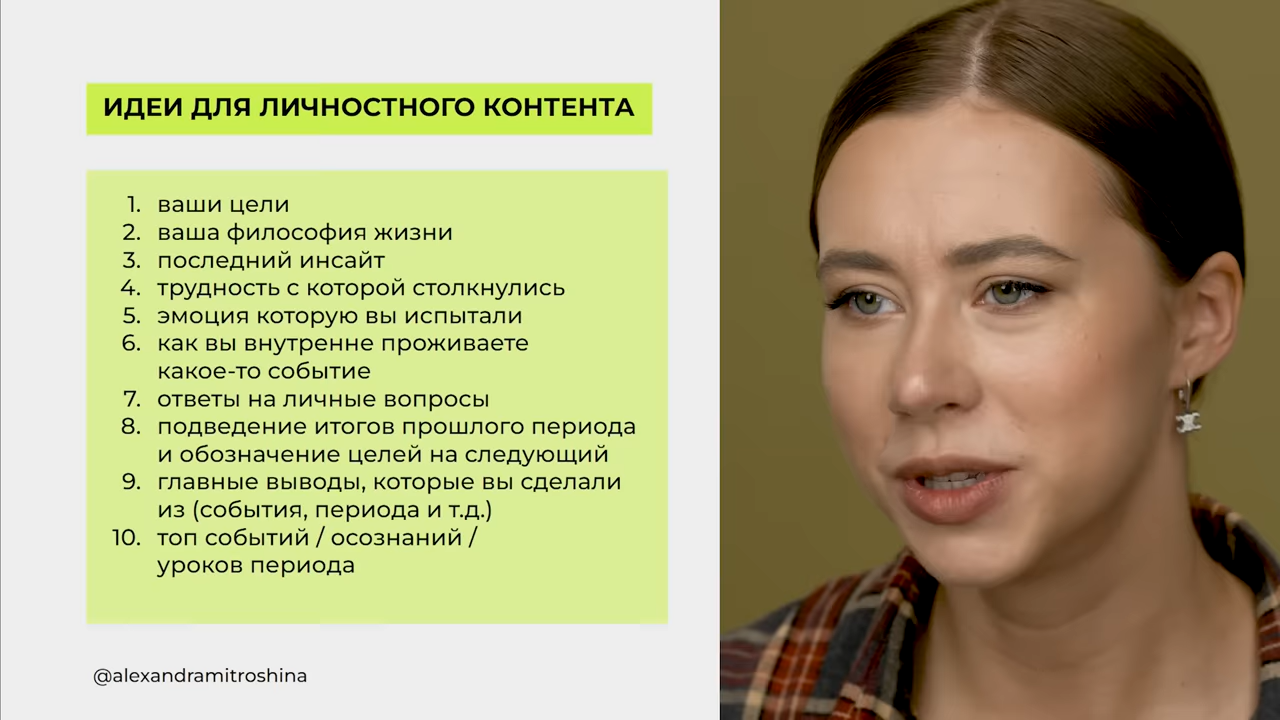 ИДЕИ ДЛЯ ЛИЧНОСТНОГО КОНТЕНТА
1. ваши цели
2. ваша философия жизни
3. последний инсайт
4. трудность с которой столкнулись
5. эмоция которую вы испытали
6. как вы внутренне проживаете
какое-то событие
7. ответы на личные вопросы
8. подведение итогов прошлого периода
и обозначение целей на следующий
9. главные выводы, которые вы сделали
из (события, периода и т.д.)
10. топ событий / осознаний /
уроков периода
@alexandramitroshina